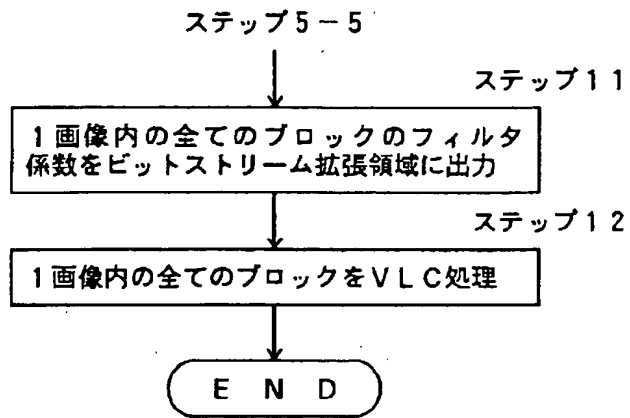 ステップ5－5
ステップ11
1画像内の全てのブロックのフィルタ
係数をビットストリーム拡張領域に出力
ステップ12
1画像内の全てのブロックをVLC処理
END